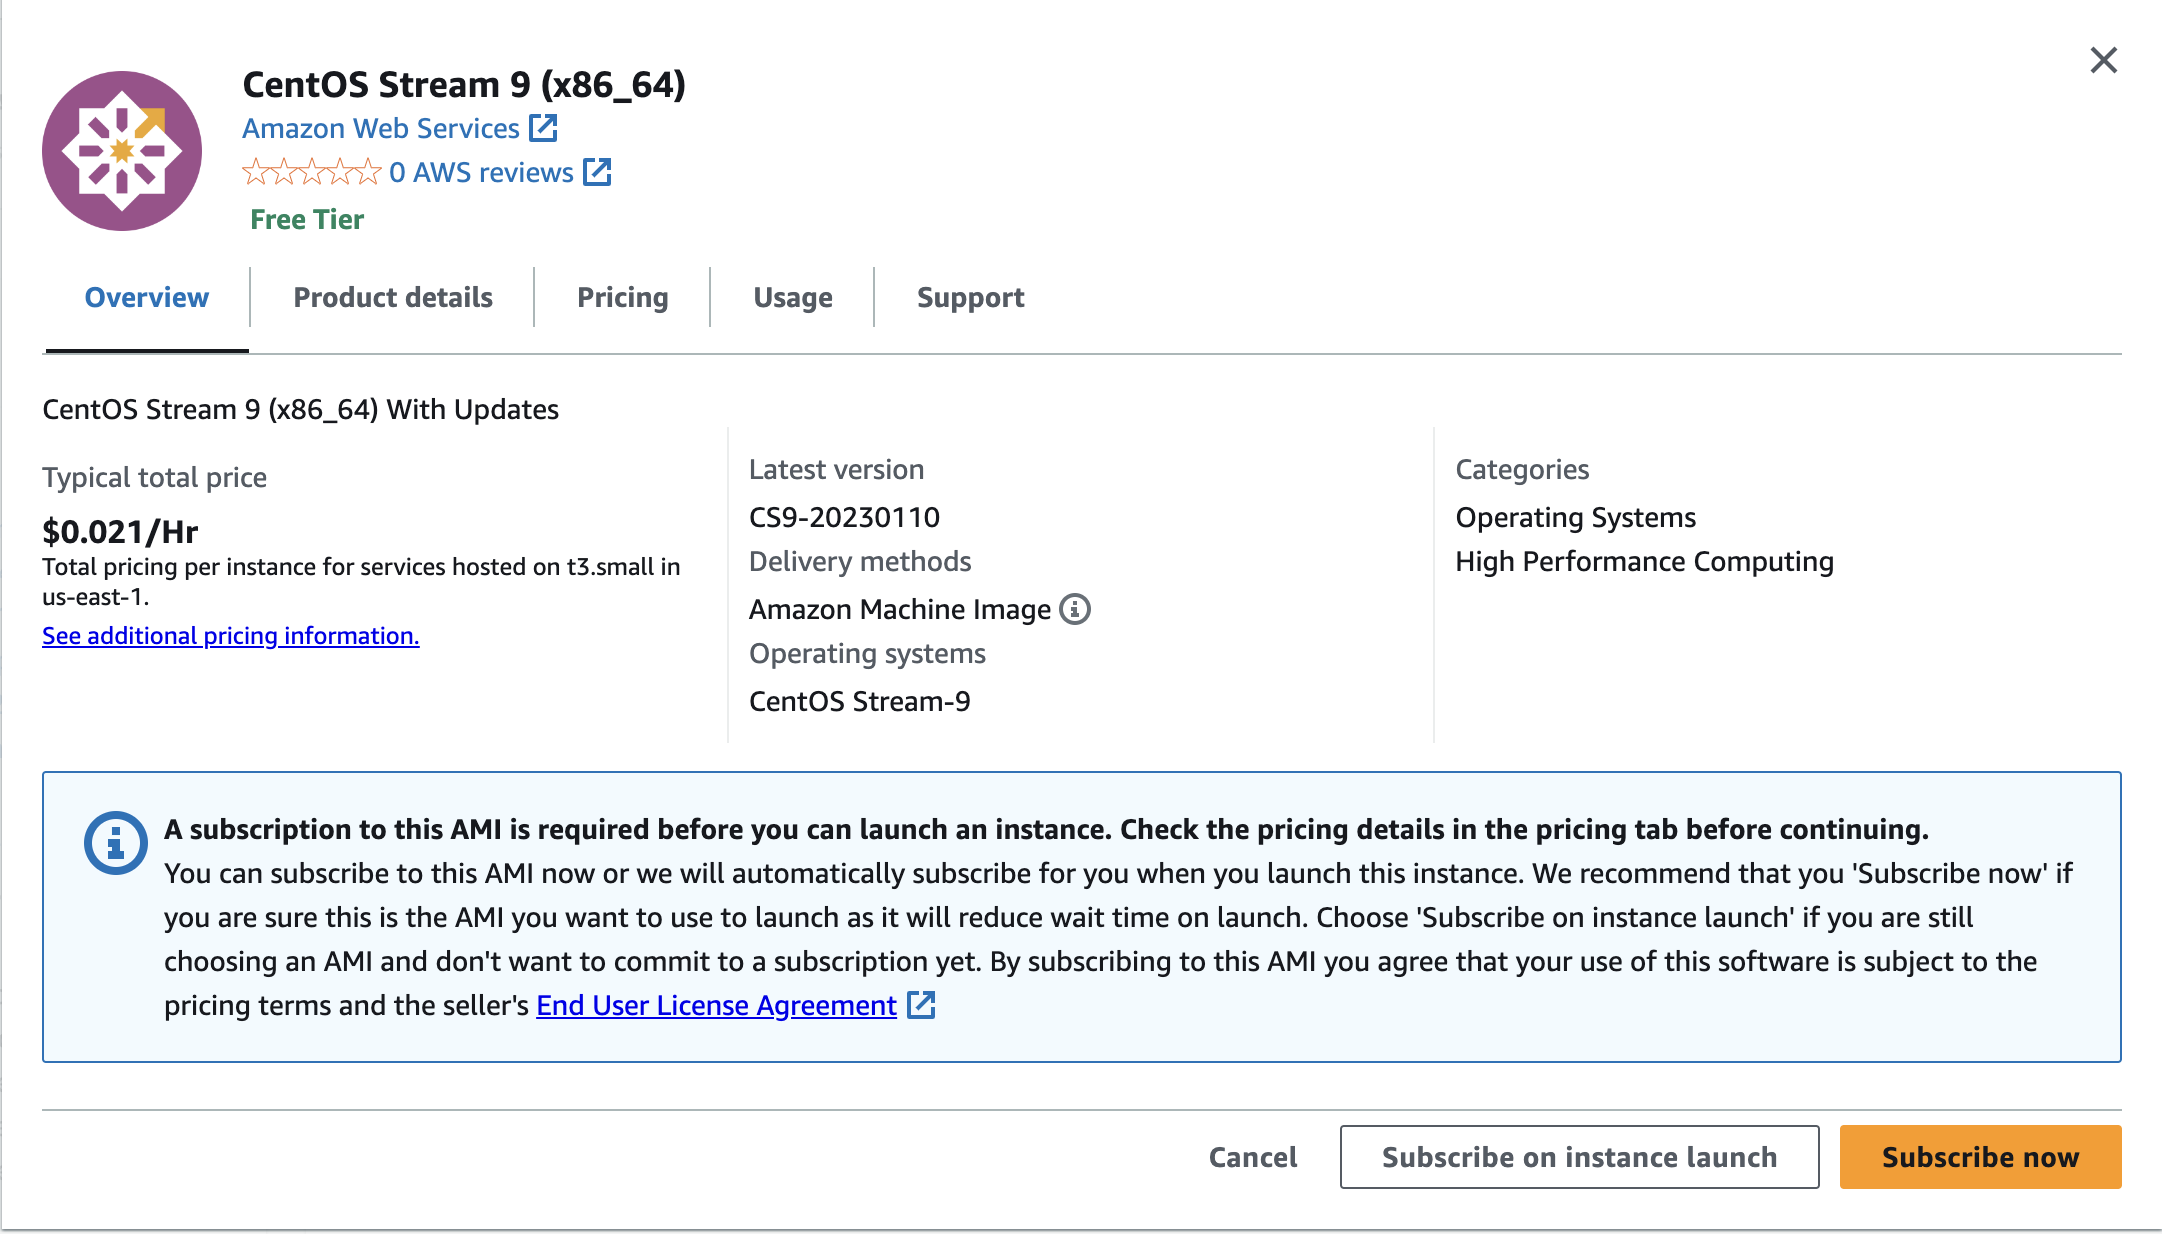 CentOS Stream 9 (x86_64)
Amazon Web Services
0 AWS reviews
Free Tier
Overview
Product details
Pricing
Usage
Support
CentOS Stream 9 (x86_64) With Updates
Typical total price
$0.021/Hr
Total pricing per instance for services hosted on t3.small in
us-east-1.
See additional pricing information.
Latest version
CS9-20230110
Delivery methods
Amazon Machine Image
Operating systems
CentOS Stream-9
Categories
Operating Systems
High Performance Computing
A subscription to this AMI is required before you can launch an instance. Check the pricing details in the pricing tab before continuing.
You can subscribe to this AMI now or we will automatically subscribe for you when you launch this instance. We recommend that you 'Subscribe now' if
you are sure this is the AMI you want to use to launch as it will reduce wait time on launch. Choose 'Subscribe on instance launch' if you are still
choosing an AMI and don't want to commit to a subscription yet. By subscribing to this AMI you agree that your use of this software is subject to the
pricing terms and the seller's End User License Agreement
Cancel
Subscribe on instance launch
Subscribe now